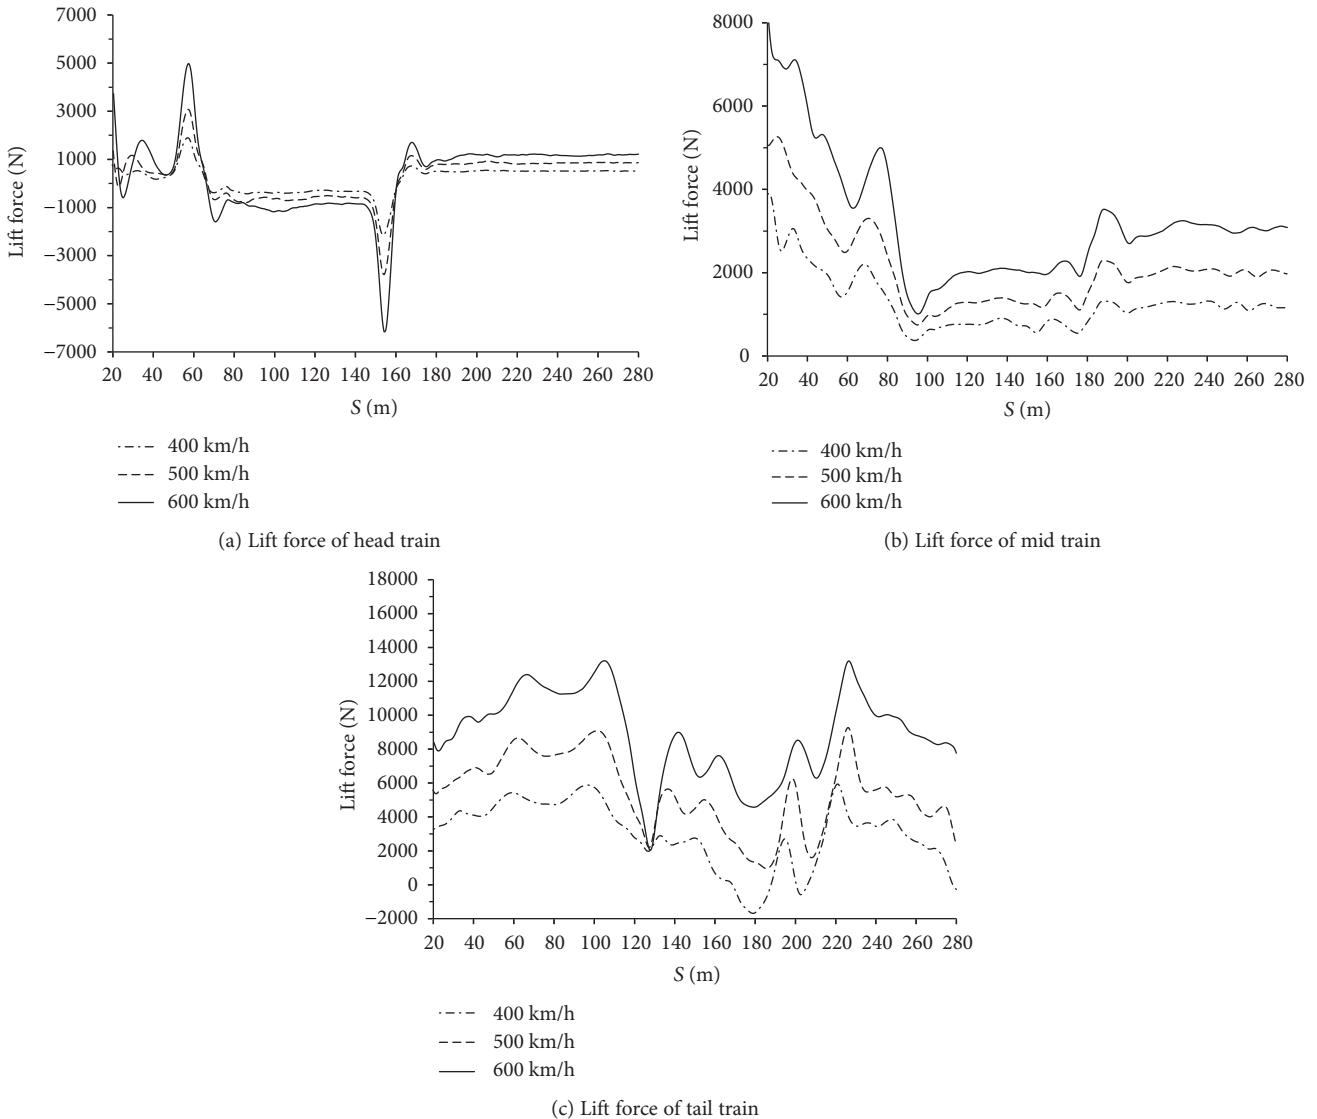 7000
5000
3000
1000
−1000
−3000
−5000
−7000
Lift force (N)
20 40 60 80 100 120 140 160 180 200 220 240 260 280
S (m)
400 km/h
500 km/h
600 km/h
(a) Lift force of head train
8000
6000
4000
2000
0
Lift force (N)
20 40 60 80 100 120 140 160 180 200 220 240 260 280
S (m)
400 km/h
500 km/h
600 km/h
(b) Lift force of mid train
18000
16000
14000
12000
10000
8000
6000
4000
2000
0
−2000
Lift force (N)
20 40 60 80 100 120 140 160 180 200 220 240 260 280
S (m)
400 km/h
500 km/h
600 km/h
(c) Lift force of tail train